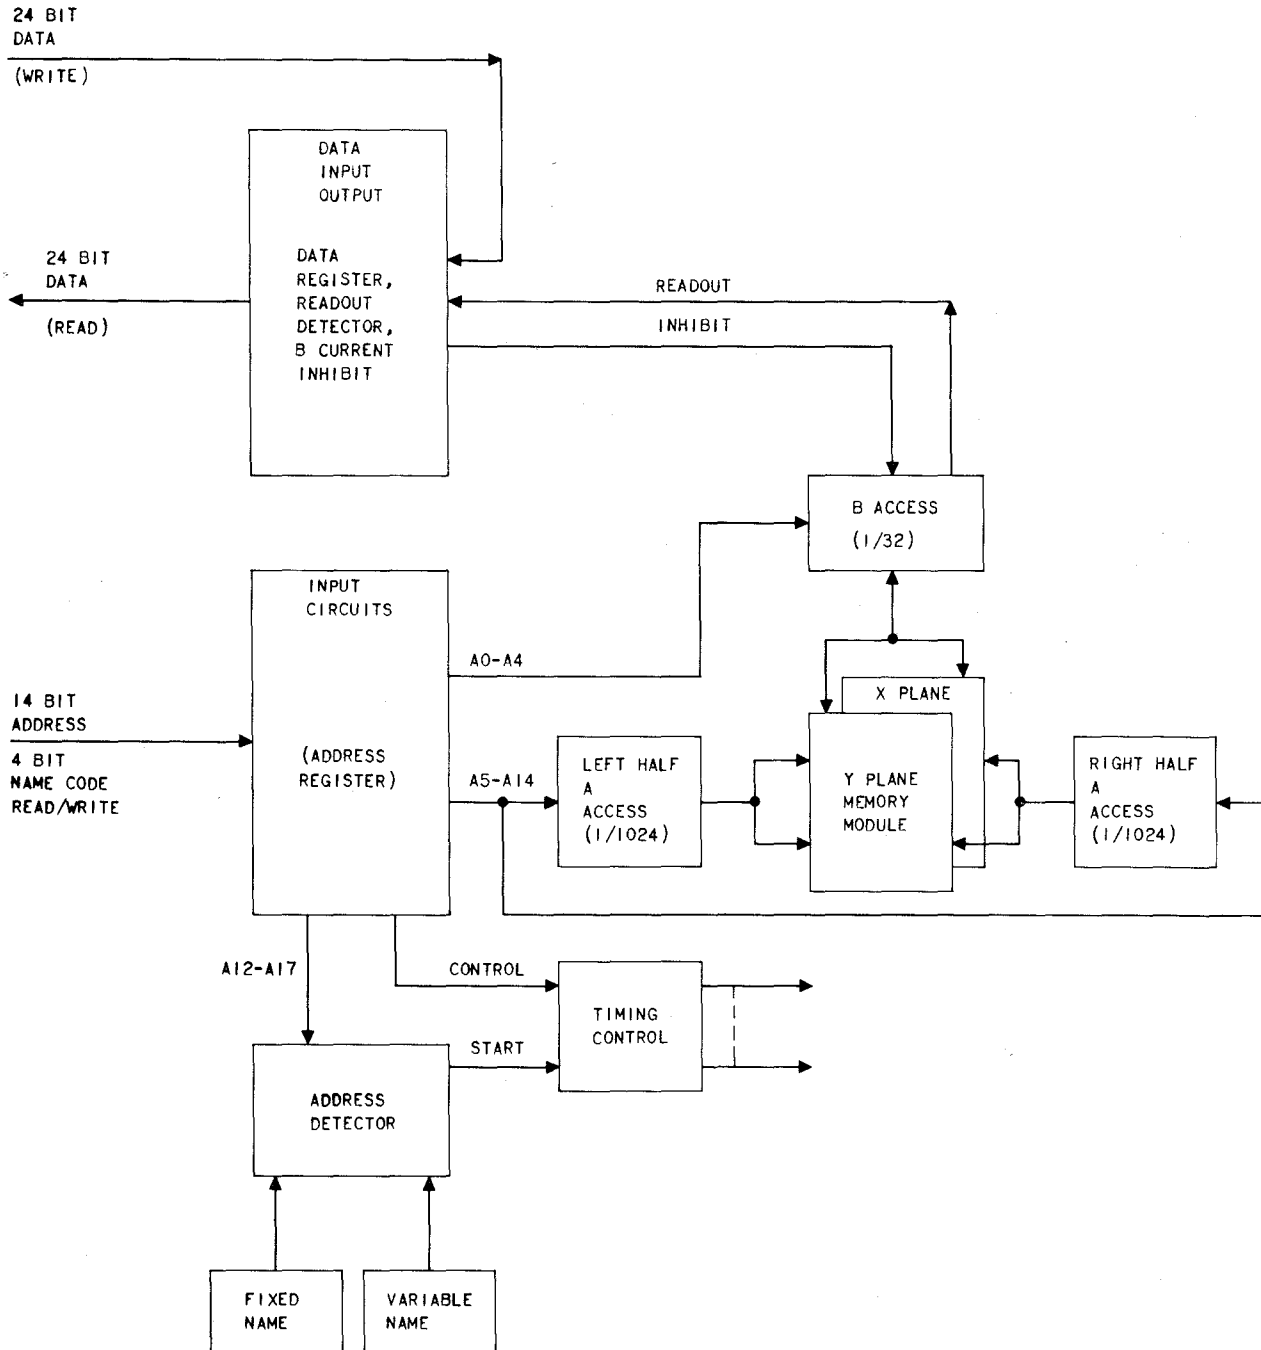 24 BIT
DATA
(WRITE)
DATA
INPUT
OUTPUT
24 BIT
DATA
(READ)
DATA
REGISTER,
READOUT
DETECTOR,
B CURRENT
INHIBIT
READOUT
INHIBIT
B ACCESS
(1/32)
INPUT
CIRCUITS
(ADDRESS
REGISTER)
A0-A4
14 BIT
ADDRESS
4 BIT
NAME CODE
READ/WRITE
A5-A14
LEFT HALF
A
ACCESS
(1/1024)
X PLANE
Y PLANE
MEMORY
MODULE
RIGHT HALF
A
ACCESS
(1/1024)
A12-A17
CONTROL
START
TIMING
CONTROL
ADDRESS
DETECTOR
FIXED
NAME
VARIABLE
NAME